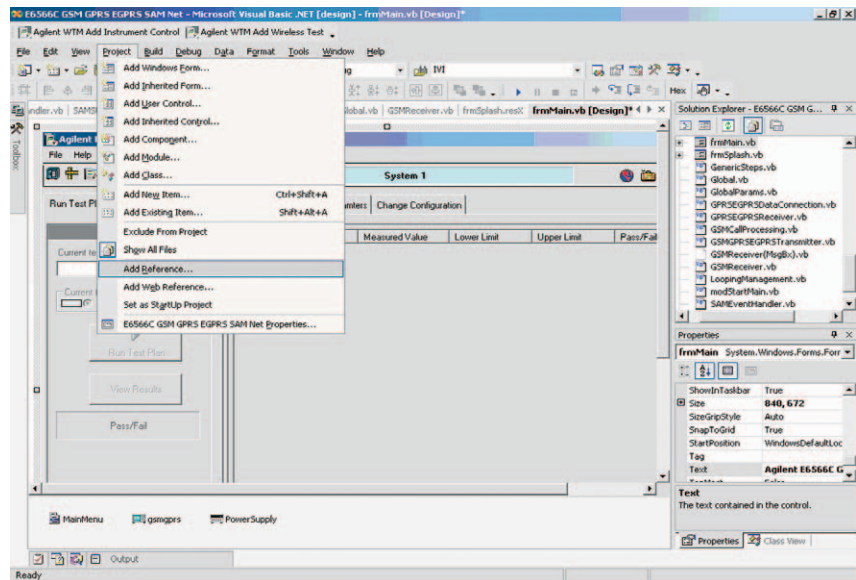 E6566C GSM GPRS EGPRS SAM Net - Microsoft Visual Basic .NET [design] - frmMain.vb [Design]*
Agilent WTM Add Instrument Control Agilent WTM Add Wireless Test
File Edit View Project Build Debug Data Format Tools Window Help
IVI
Hex
ndler.vb
lobal.vb GSMReceiver.vb frmSplash.resX frmMain.vb [Design]*
Toolbox
Agilent
File Help
System 1
Run Test Pl
Change Configuration
Measured Value Lower Limit Upper Limit Pass/Fail
Current te
Current
Run Test Plan
View Results
Pass/Fail
Add Windows Form...
Add Inherited Form...
Add User Control...
Add Inherited Control...
Add Component...
Add Module...
Add Class...
Add New Item... Ctrl+Shift+A
Add Existing Item... Shift+Alt+A
Exclude From Project
Show All Files
Add Reference...
Add Web Reference...
Set as StartUp Project
E6566C GSM GPRS EGPRS SAM Net Properties...
MainMenu gsmgprs PowerSupply
Output
Ready
Solution Explorer - E6566C GSM G...
frmMain.vb
frmSplash.vb
GenericSteps.vb
Global.vb
GlobalParams.vb
GPRSEGPRSDataConnection.vb
GPRSEGPRSReceiver.vb
GSMCallProcessing.vb
GSMGPRSEGPRSTransmitter.vb
GSMReceiver(MsgBx).vb
GSMReceiver.vb
LoopingManagement.vb
modStartMain.vb
SAMEventHandler.vb
Properties
frmMain System.Windows.Forms.Forr
ShowInTaskbar True
Size 840, 672
SizeGripStyle Auto
SnapToGrid True
StartPosition WindowsDefaultLoc
Tag
Text Agilent E6566C G
Text
The text contained in the control.
Properties Class View